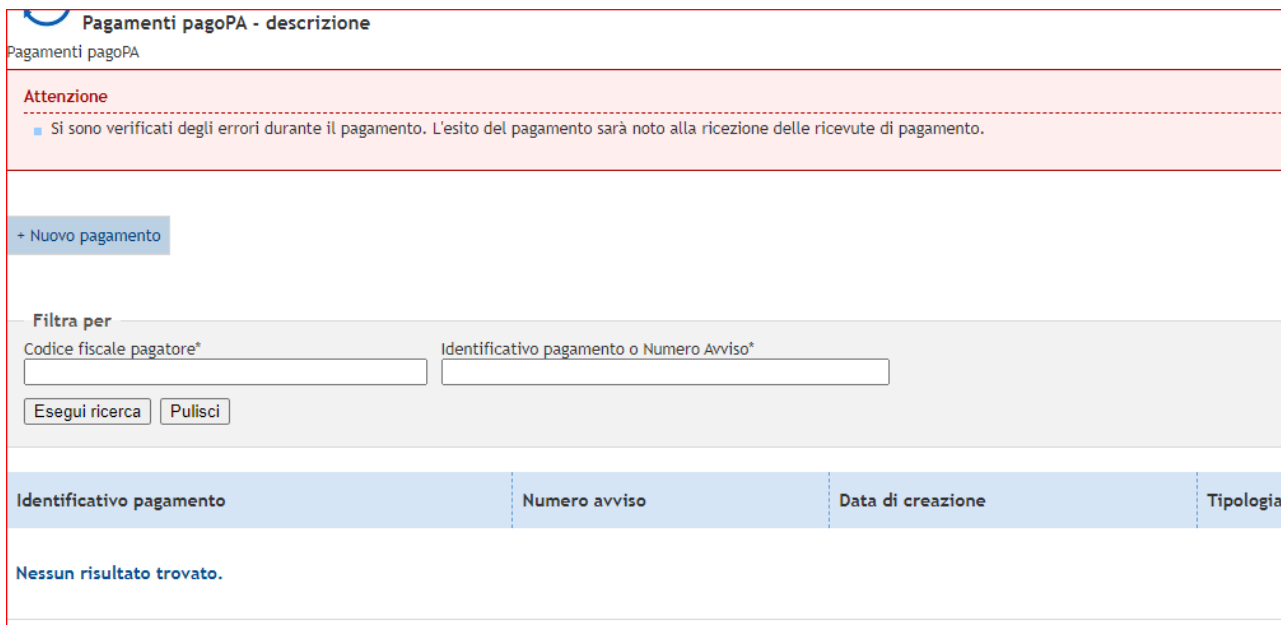 Pagamenti pagoPA - descrizione
Pagamenti pagoPA
Attenzione
Si sono verificati degli errori durante il pagamento. L'esito del pagamento sarà noto alla ricezione delle ricevute di pagamento.
+ Nuovo pagamento
Filtra per
Codice fiscale pagatore* Identificativo pagamento o Numero Avviso*
Esegui ricerca Pulisci
Identificativo pagamento Numero avviso Data di creazione Tipologia
Nessun risultato trovato.